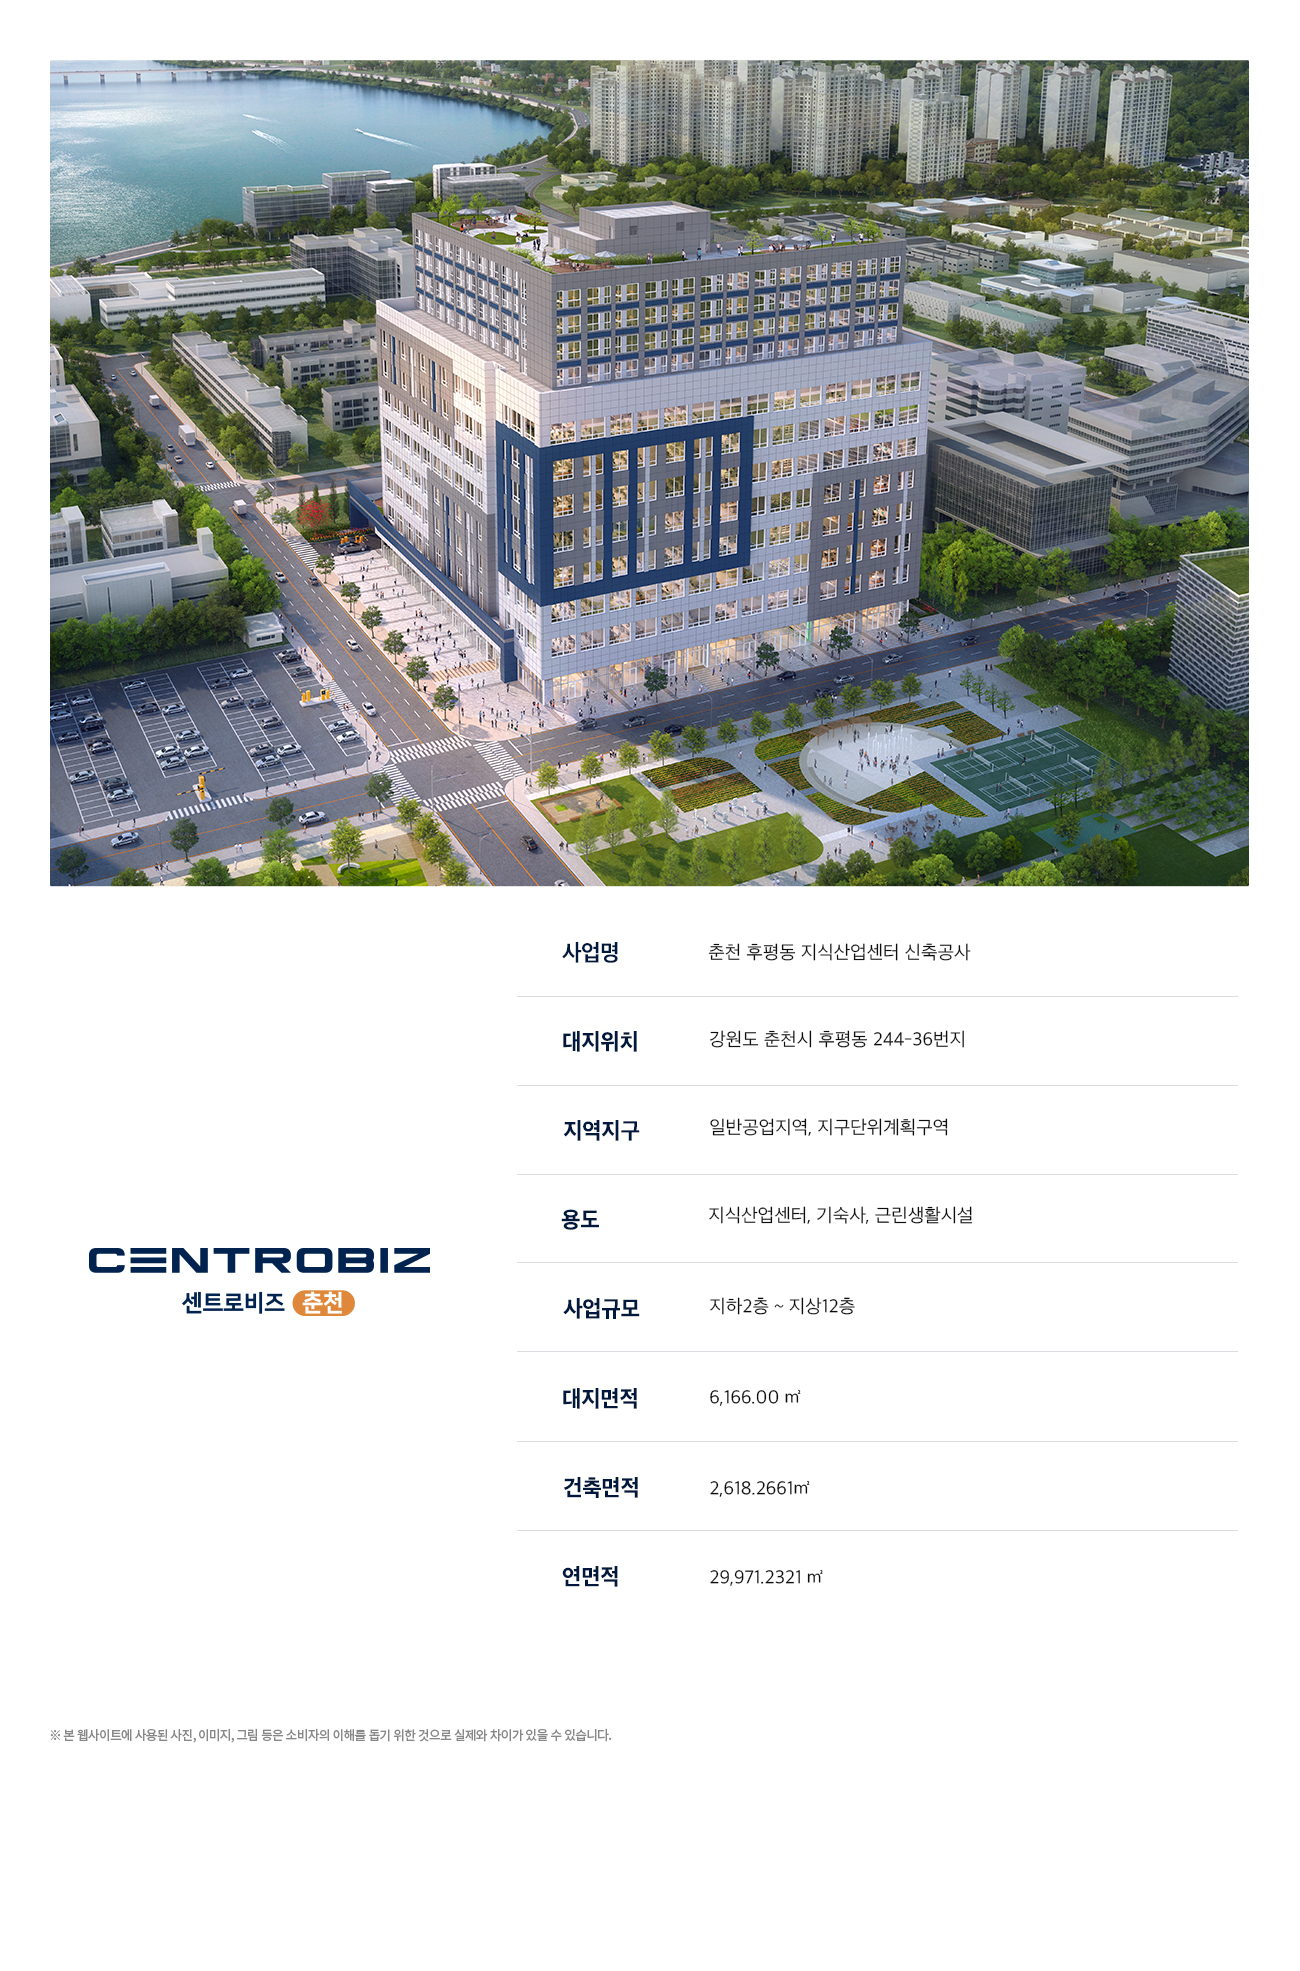 사업명 춘천 후평동 지식산업센터 신축공사
대지위치 강원도 춘천시 후평동 244-36번지
지역지구 일반공업지역, 지구단위계획구역
용도 지식산업센터, 기숙사, 근린생활시설
CENTROBIZ
센트로비즈 춘천
사업규모 지하2층 ~ 지상12층
대지면적 6,166.00 ㎡
건축면적 2,618.2661㎡
연면적 29,971.2321 ㎡
※ 본 웹사이트에 사용된 사진, 이미지, 그림 등은 소비자의 이해를 돕기 위한 것으로 실제와 차이가 있을 수 있습니다.